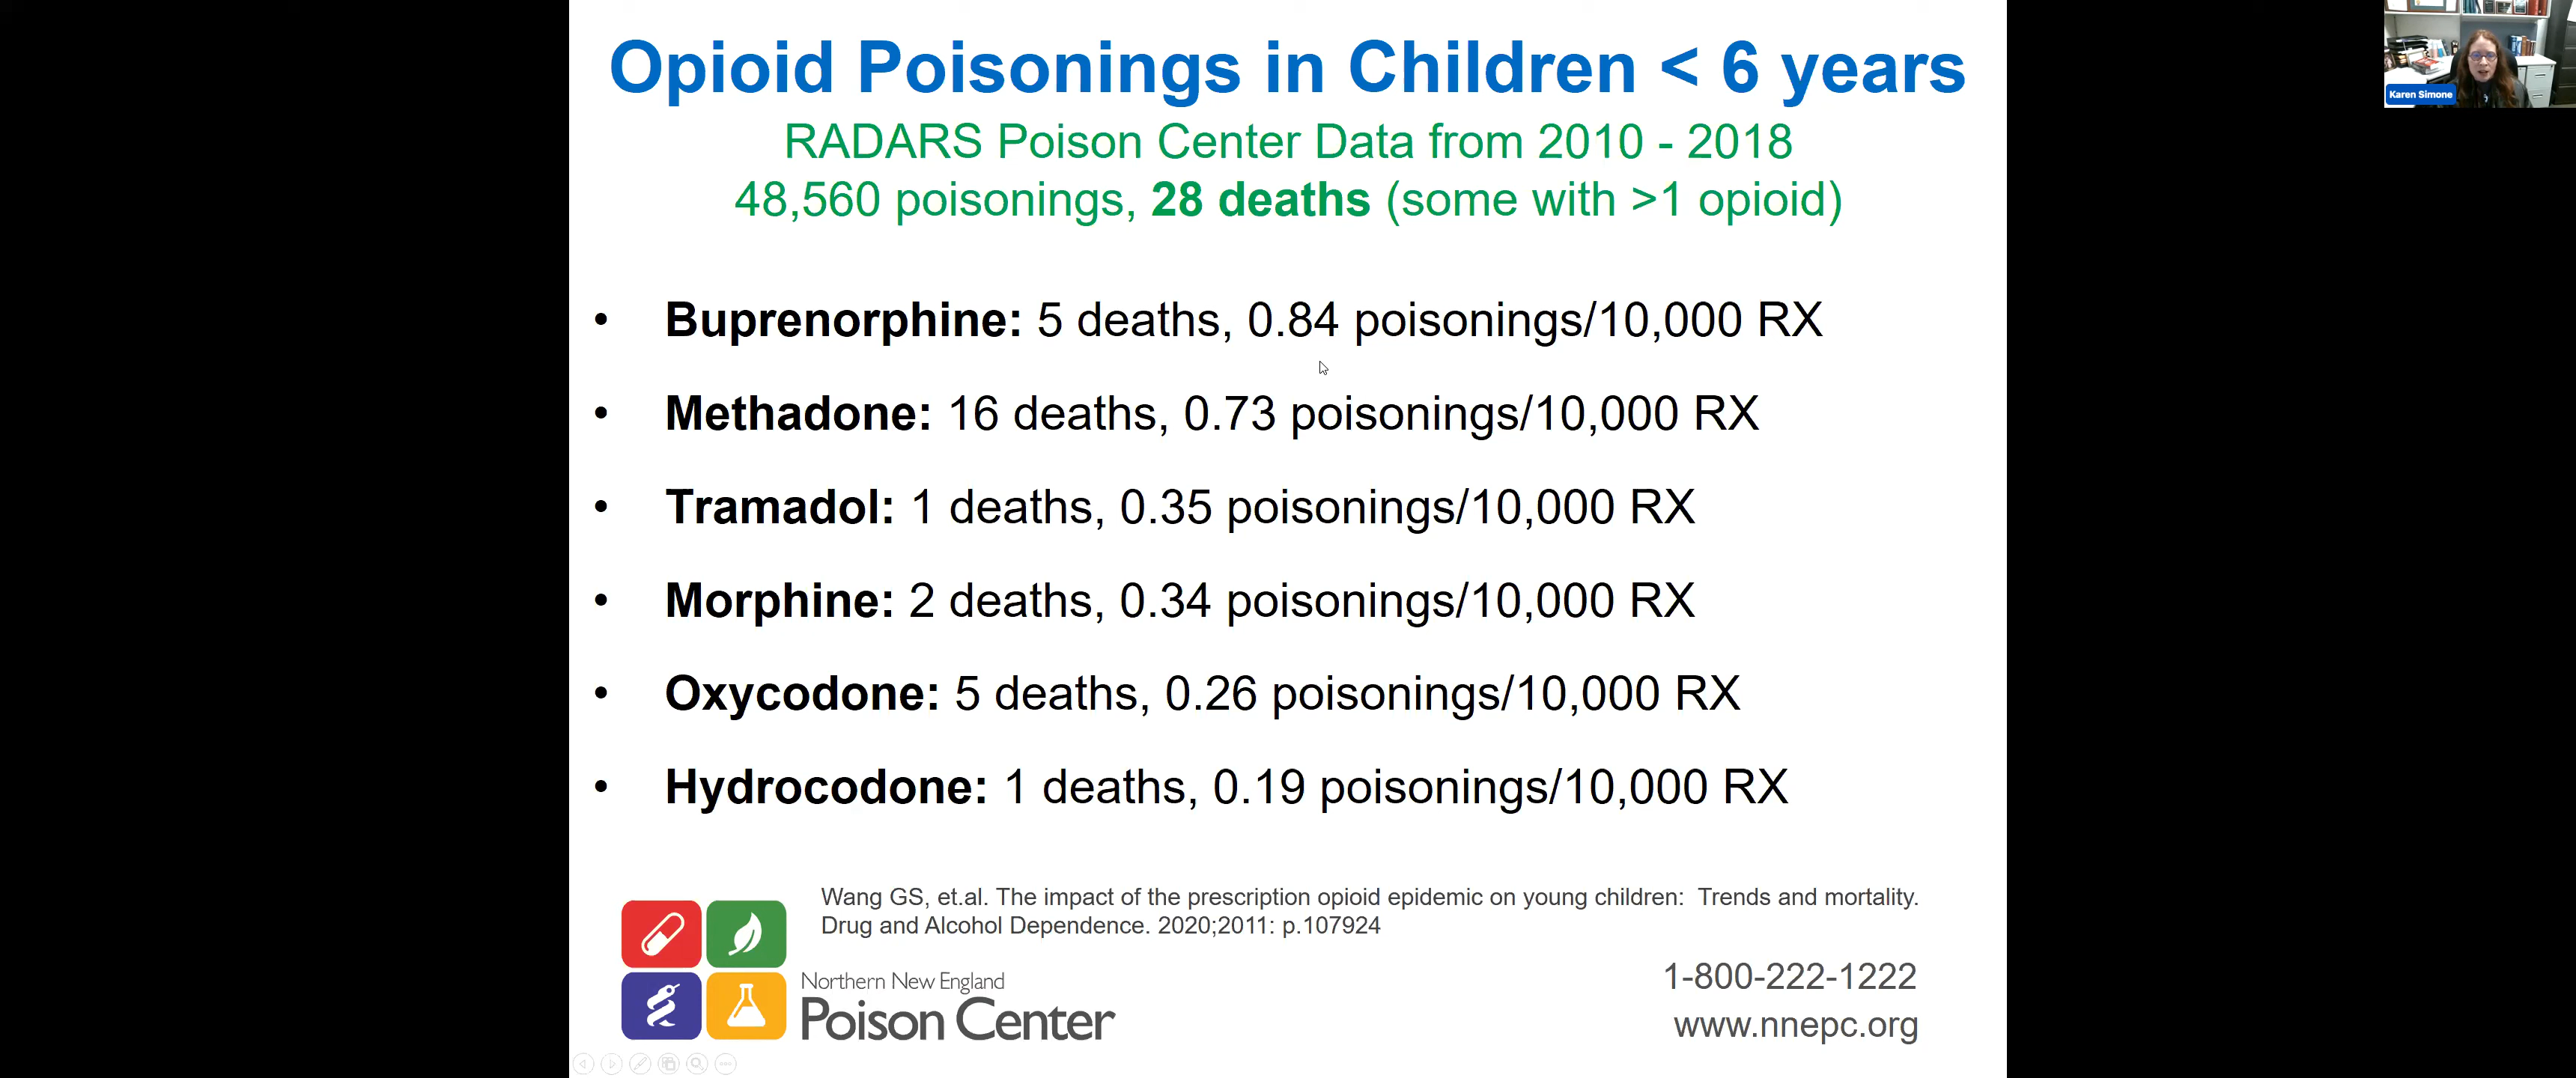 Opioid Poisonings in Children < 6 years
RADARS Poison Center Data from 2010 - 2018
48,560 poisonings, 28 deaths (some with >1 opioid)
• Buprenorphine: 5 deaths, 0.84 poisonings/10,000 RX
• Methadone: 16 deaths, 0.73 poisonings/10,000 RX
• Tramadol: 1 deaths, 0.35 poisonings/10,000 RX
• Morphine: 2 deaths, 0.34 poisonings/10,000 RX
• Oxycodone: 5 deaths, 0.26 poisonings/10,000 RX
• Hydrocodone: 1 deaths, 0.19 poisonings/10,000 RX
Wang GS, et.al. The impact of the prescription opioid epidemic on young children:  Trends and mortality.
Drug and Alcohol Dependence. 2020;2011: p.107924
Northern New England
Poison Center
1-800-222-1222
www.nnepc.org
Karen Simone